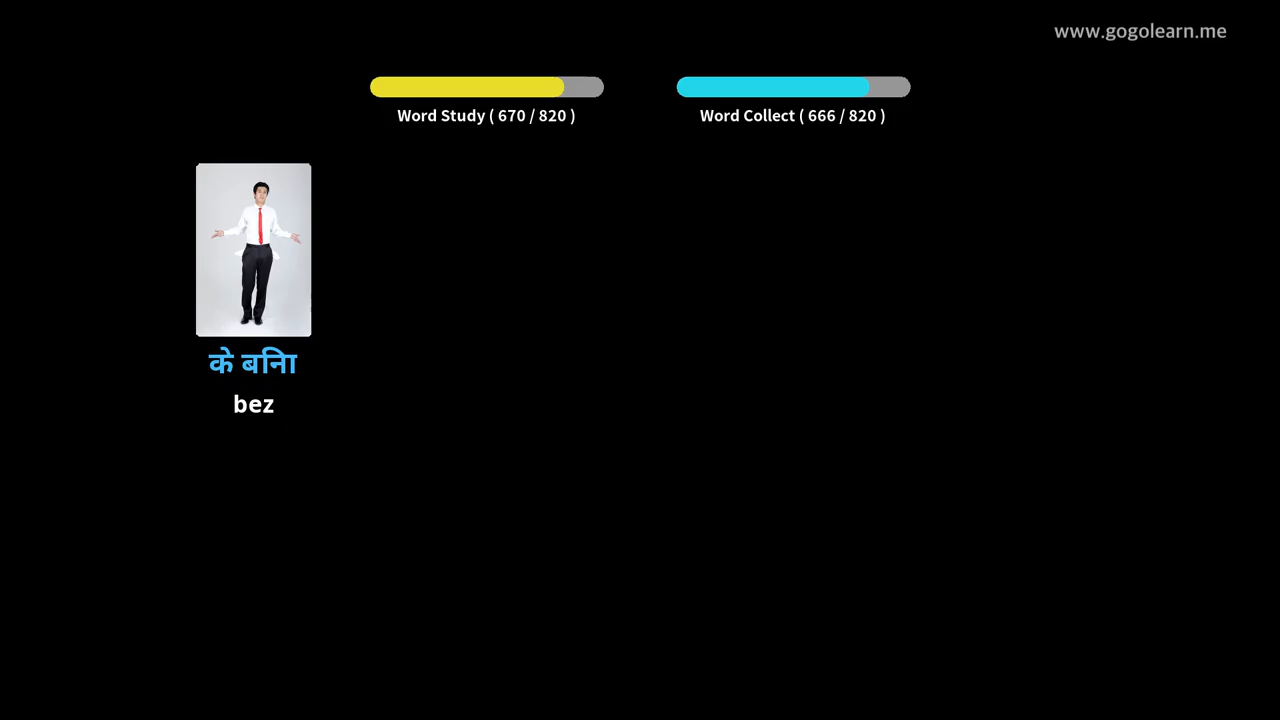 www.gogolearn.me
Word Study ( 670 / 820 )
Word Collect ( 666 / 820 )
के बिना
bez